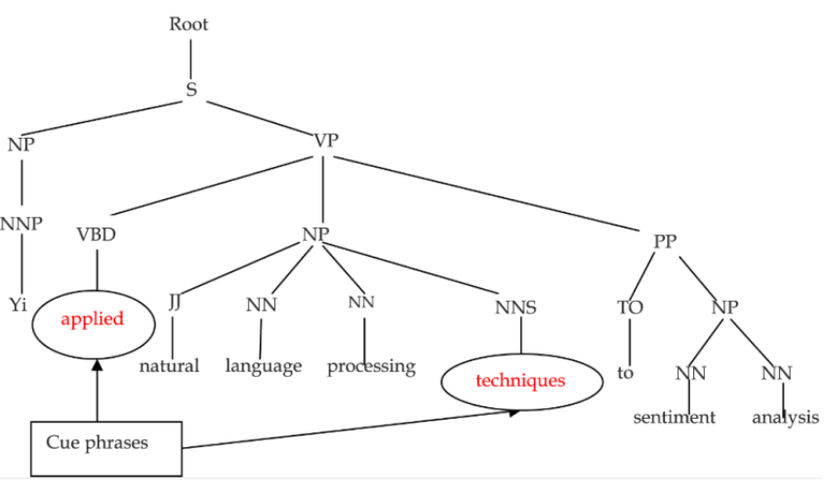 Root
S
NP VP
NNP VBD NP PP
Yi applied JJ NN NN NNS TO NP
natural language processing techniques to NN NN
sentiment analysis
Cue phrases